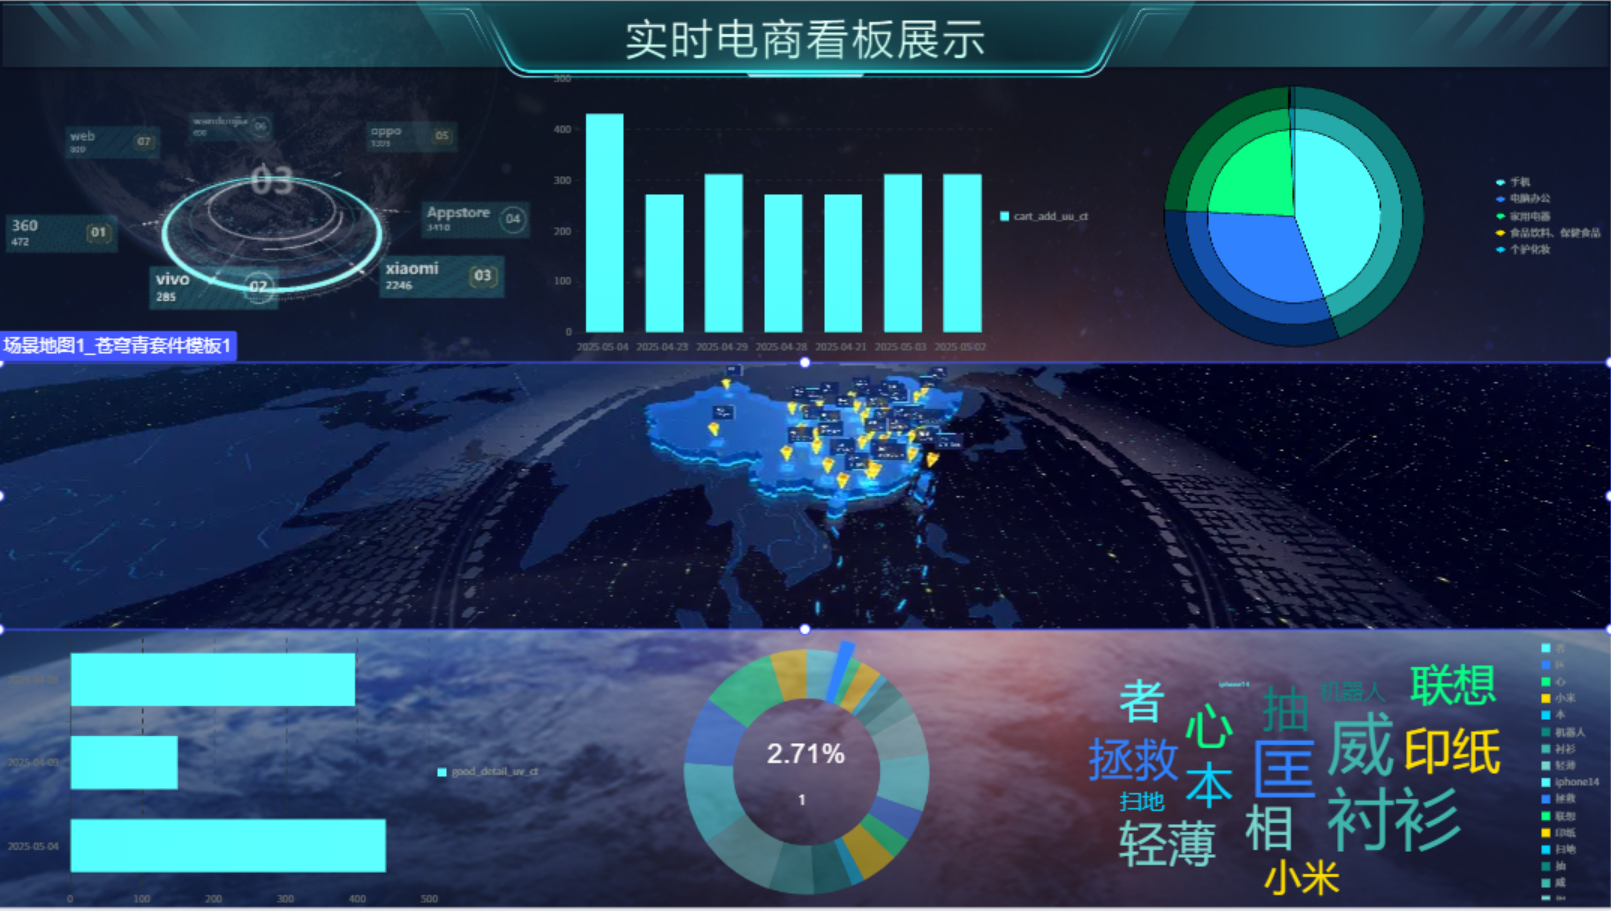 实时电商看板展示
web
07
06
oppo
05
03
360
472
01
Appstore
04
xiaomi
2246
03
vivo
285
02
300
400
300
200
100
0
2025-05-04
2025-04-23
2025-04-29
2025-04-28
2025-04-21
2025-05-03
2025-05-02
cart_add_uu_ct
手机
电脑办公
家用电器
食品饮料、保健食品
个护化妆
场景地图1_苍穹青套件模板1
2025-05-04
0
100
200
300
400
500
good_detail_uv_ct
2.71%
1
者
iphone14
抽
机器人
联想
心
威
印纸
拯救
本
匡
扫地
衬衫
轻薄
相
小米
心
小米
本
机器人
衬衫
轻薄
iphone14
拯救
联想
印纸
扫地
抽
威